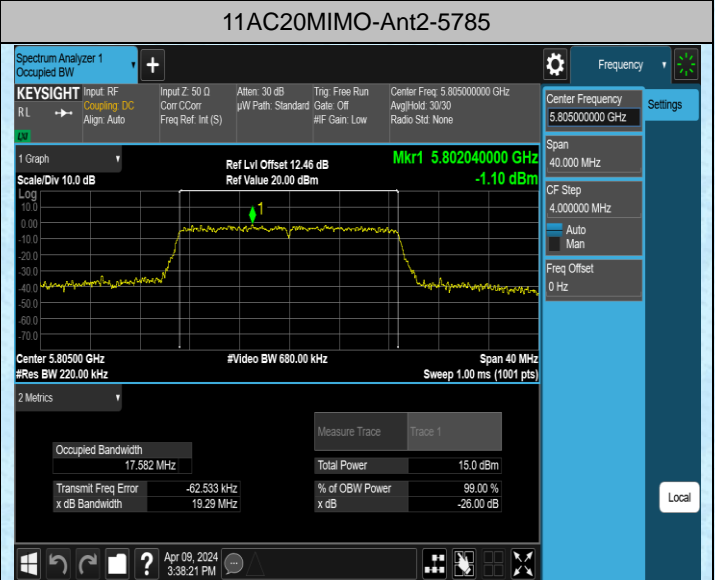 11AC20MIMO-Ant2-5785
Spectrum Analyzer 1
Occupied BW
Frequency
KEYSIGHT
RL
Input: RF
Coupling: DC
Align: Auto
Input Z: 50 Ω
Corr CCorr
Freq Ref: Int (S)
Atten: 30 dB
µW Path: Standard
Trig: Free Run
Gate: Off
#IF Gain: Low
Center Freq: 5.805000000 GHz
Avg|Hold: 30/30
Radio Std: None
Center Frequency
5.805000000 GHz
Settings
Span
40.000 MHz
CF Step
4.000000 MHz
Auto
Man
Freq Offset
0 Hz
1 Graph
Scale/Div 10.0 dB
Ref Lvl Offset 12.46 dB
Ref Value 20.00 dBm
Mkr1 5.802040000 GHz
-1.10 dBm
Log
10.0
0.00
-10.0
-20.0
-30.0
-40.0
-50.0
-60.0
-70.0
1
Center 5.80500 GHz
#Video BW 680.00 kHz
Span 40 MHz
#Res BW 220.00 kHz
Sweep 1.00 ms (1001 pts)
2 Metrics
Measure Trace
Trace 1
Occupied Bandwidth
17.582 MHz
Total Power
15.0 dBm
Transmit Freq Error
-62.533 kHz
% of OBW Power
99.00 %
x dB Bandwidth
19.29 MHz
x dB
-26.00 dB
Local
Apr 09, 2024
3:38:21 PM